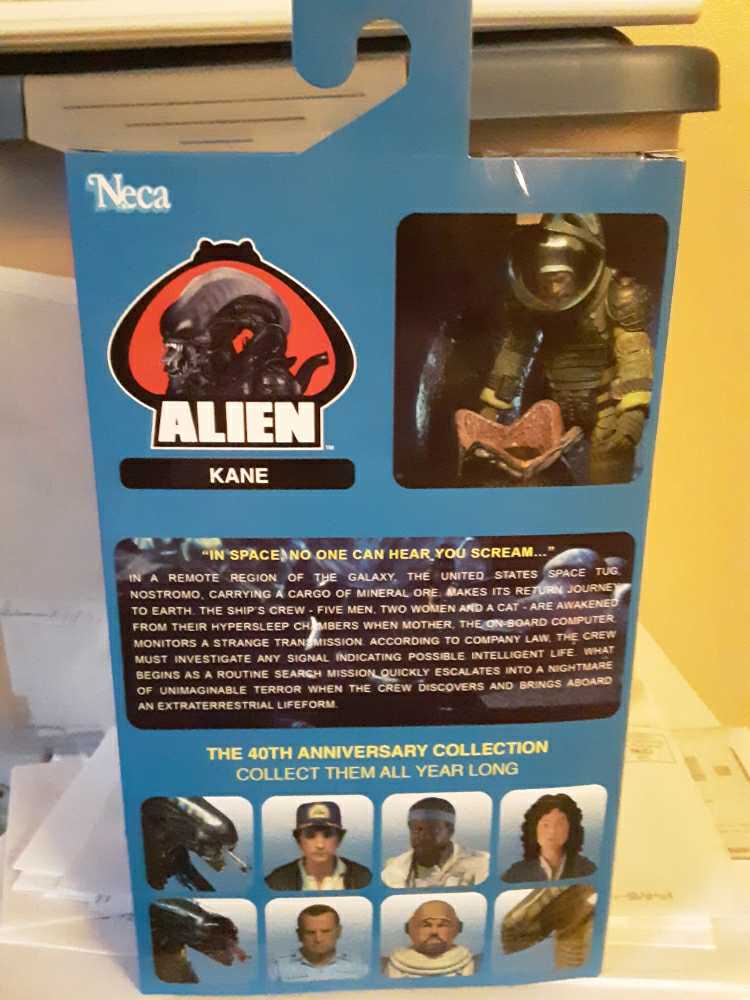 Neca
ALIEN
™
KANE
"IN SPACE, NO ONE CAN HEAR YOU SCREAM..."
IN A REMOTE REGION OF THE GALAXY, THE UNITED STATES SPACE TUG,
NOSTROMO, CARRYING A CARGO OF MINERAL ORE, MAKES ITS RETURN JOURNEY
TO EARTH. THE SHIP'S CREW - FIVE MEN, TWO WOMEN AND A CAT - ARE AWAKENED
FROM THEIR HYPERSLEEP CHAMBERS WHEN MOTHER, THE ON-BOARD COMPUTER,
MONITORS A STRANGE TRANSMISSION. ACCORDING TO COMPANY LAW, THE CREW
MUST INVESTIGATE ANY SIGNAL INDICATING POSSIBLE INTELLIGENT LIFE. WHAT
BEGINS AS A ROUTINE SEARCH MISSION QUICKLY ESCALATES INTO A NIGHTMARE
OF UNIMAGINABLE TERROR WHEN THE CREW DISCOVERS AND BRINGS ABOARD
AN EXTRATERRESTRIAL LIFEFORM.
THE 40TH ANNIVERSARY COLLECTION
COLLECT THEM ALL YEAR LONG